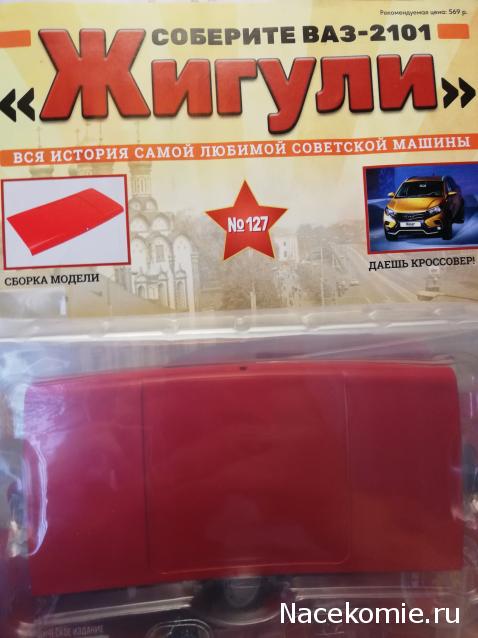 Рекомендуемая цена: 569 р.
СОБЕРИТЕ ВАЗ-2101
«Жигули»
ВСЯ ИСТОРИЯ САМОЙ ЛЮБИМОЙ СОВЕТСКОЙ МАШИНЫ
№127
СБОРКА МОДЕЛИ
ДАЕШЬ КРОССОВЕР!
ИЗДАНИЕ
Nacekomie.ru